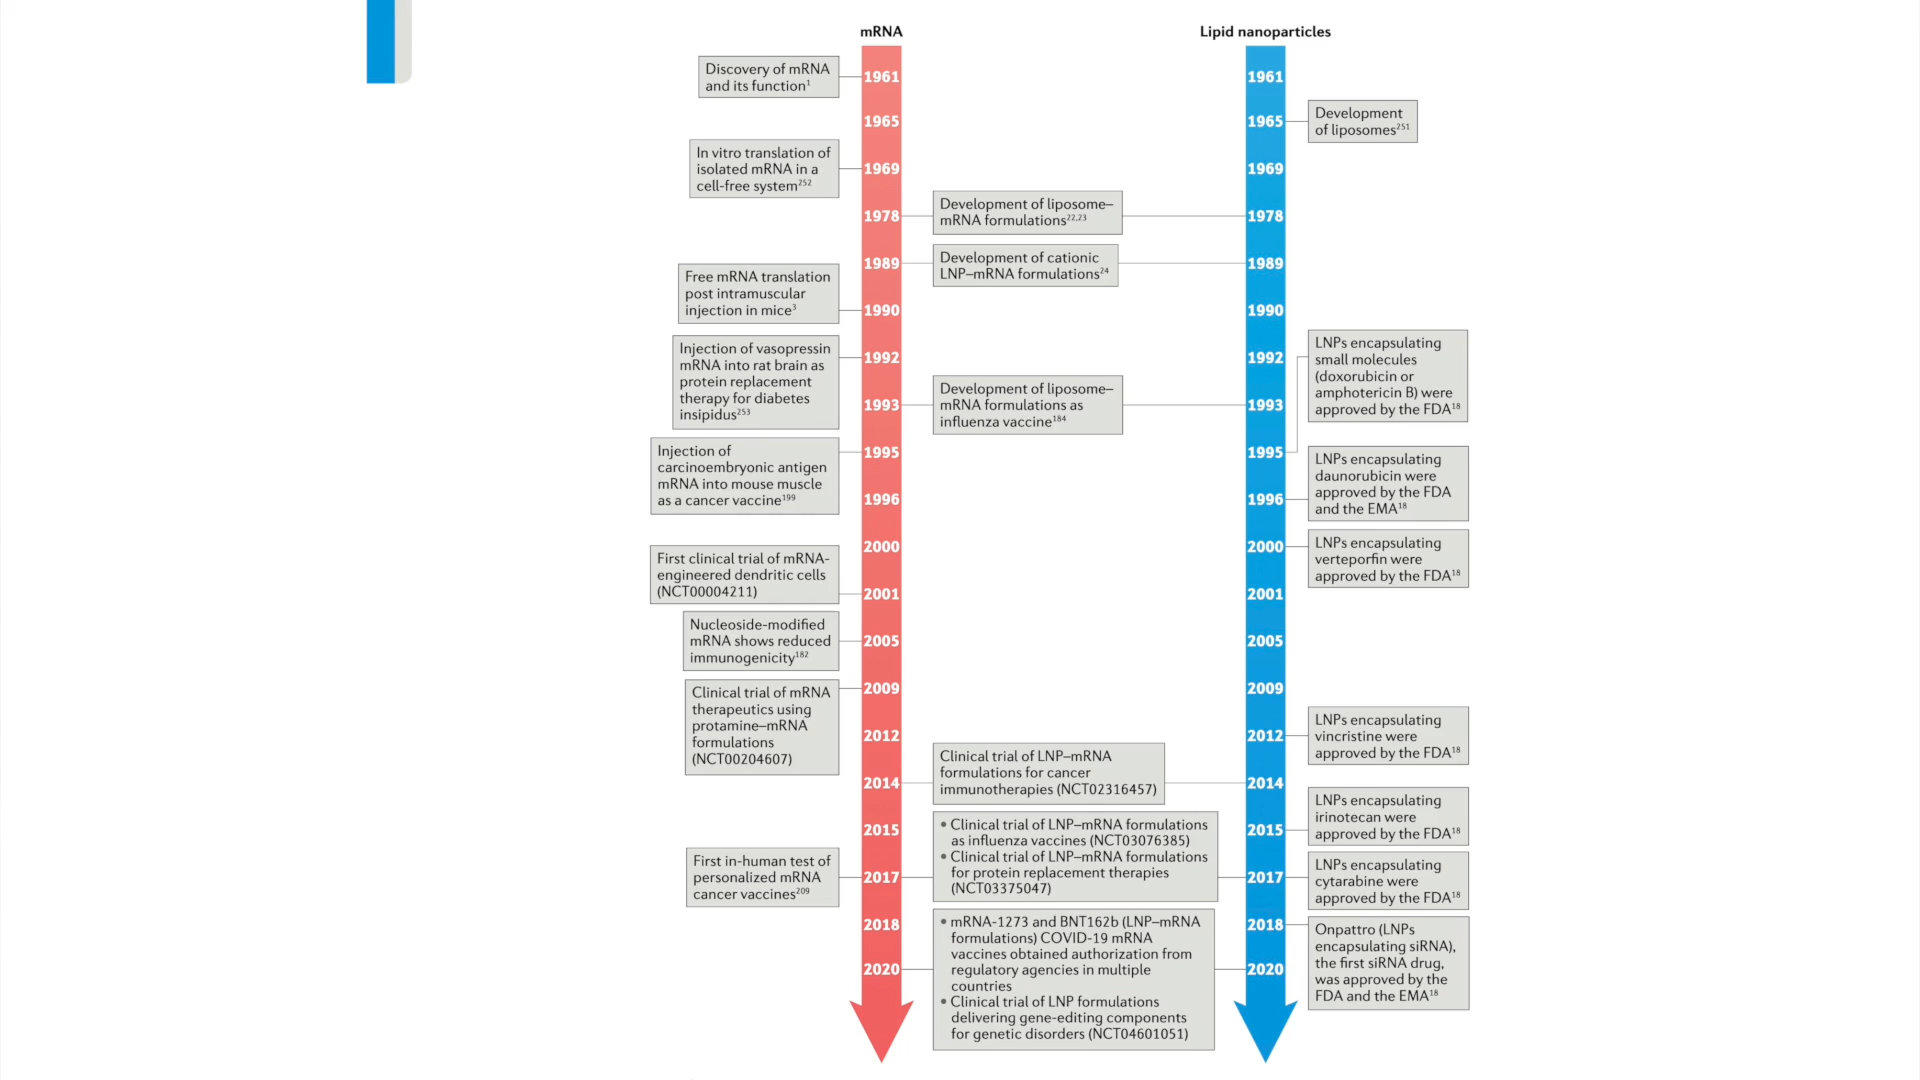 mRNA
Lipid nanoparticles
Discovery of mRNA
and its function1
In vitro translation of
isolated mRNA in a
cell-free system252
Free mRNA translation
post intramuscular
injection in mice3
Injection of vasopressin
mRNA into rat brain as
protein replacement
therapy for diabetes
insipidus253
Injection of
carcinoembryonic antigen
mRNA into mouse muscle
as a cancer vaccine199
First clinical trial of mRNA-
engineered dendritic cells
(NCT00004211)
Nucleoside-modified
mRNA shows reduced
immunogenicity182
Clinical trial of mRNA
therapeutics using
protamine–mRNA
formulations
(NCT00204607)
First in-human test of
personalized mRNA
cancer vaccines209
1961
1965
1969
1978
1989
1990
1992
1993
1995
1996
2000
2001
2005
2009
2012
2014
2015
2017
2018
2020
Development of liposome–
mRNA formulations22,23
Development of cationic
LNP–mRNA formulations24
Development of liposome–
mRNA formulations as
influenza vaccine184
Clinical trial of LNP–mRNA
formulations for cancer
immunotherapies (NCT02316457)
• Clinical trial of LNP–mRNA formulations
as influenza vaccines (NCT03076385)
• Clinical trial of LNP–mRNA formulations
for protein replacement therapies
(NCT03375047)
• mRNA-1273 and BNT162b (LNP–mRNA
formulations) COVID-19 mRNA
vaccines obtained authorization from
regulatory agencies in multiple
countries
• Clinical trial of LNP formulations
delivering gene-editing components
for genetic disorders (NCT04601051)
1961
1965
1969
1978
1989
1990
1992
1993
1995
1996
2000
2001
2005
2009
2012
2014
2015
2017
2018
2020
Development
of liposomes251
LNPs encapsulating
small molecules
(doxorubicin or
amphotericin B) were
approved by the FDA18
LNPs encapsulating
daunorubicin were
approved by the FDA
and the EMA18
LNPs encapsulating
verteporfin were
approved by the FDA18
LNPs encapsulating
vincristine were
approved by the FDA18
LNPs encapsulating
irinotecan were
approved by the FDA18
LNPs encapsulating
cytarabine were
approved by the FDA18
Onpattro (LNPs
encapsulating siRNA),
the first siRNA drug,
was approved by the
FDA and the EMA18